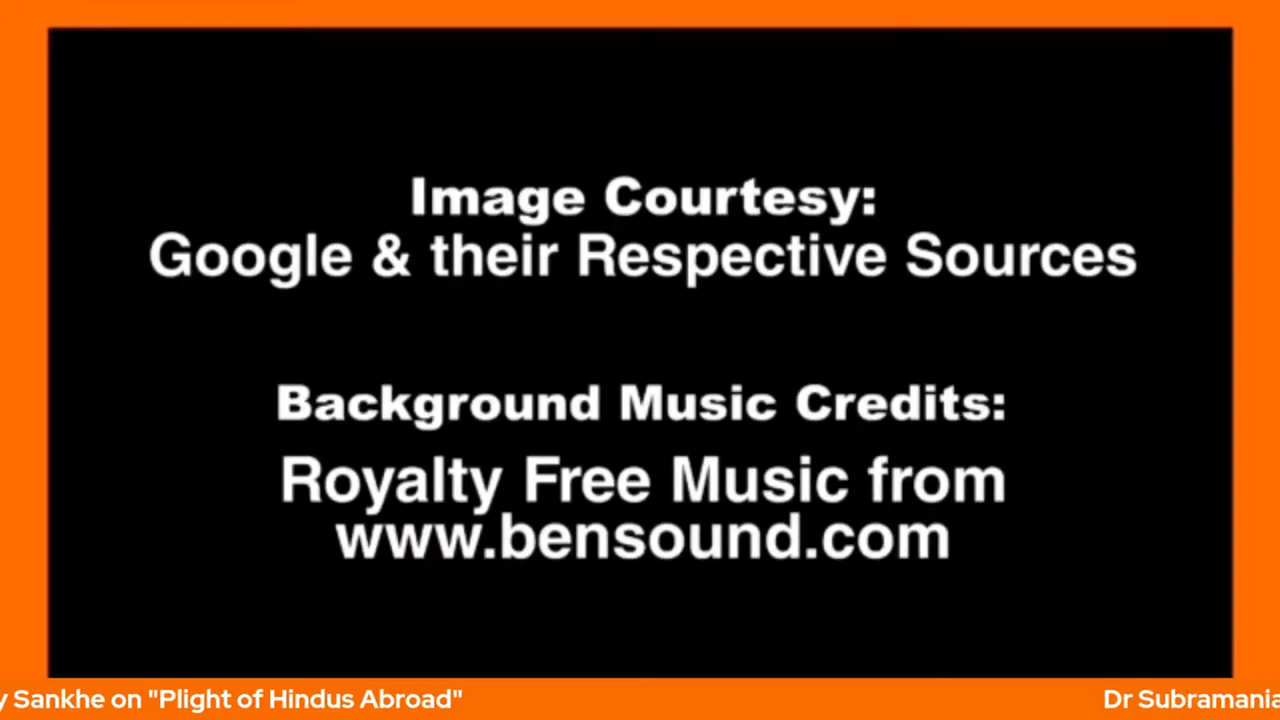 Image Courtesy:
Google & their Respective Sources
Background Music Credits:
Royalty Free Music from
www.bensound.com
y Sankhe on "Plight of Hindus Abroad"
Dr Subramania